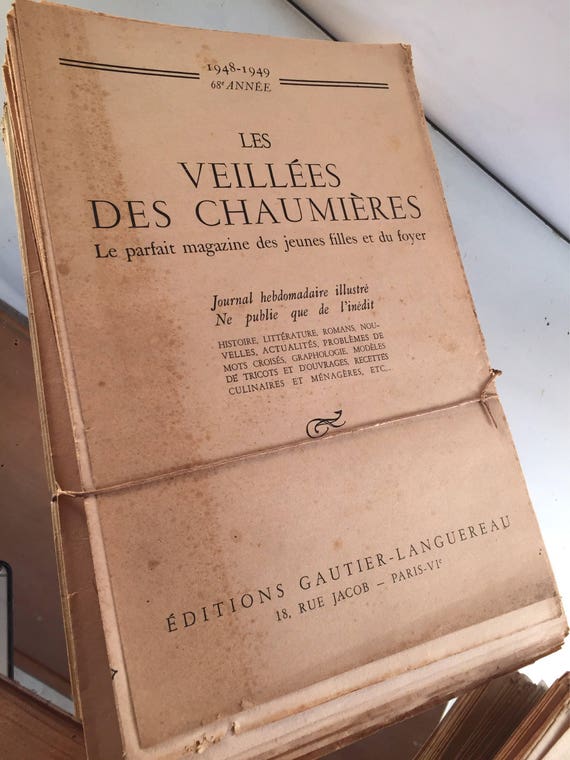 1948-1949
68e ANNÉE
LES
VEILLÉES
DES CHAUMIÈRES
Le parfait magazine des jeunes filles et du foyer
Journal hebdomadaire illustré
Ne publie que de l'inédit
HISTOIRE, LITTÉRATURE, ROMANS, NOU-
VELLES, ACTUALITÉS, PROBLÈMES DE
MOTS CROISÉS, GRAPHOLOGIE, MODÈLES
DE TRICOTS ET D'OUVRAGES, RECETTES
CULINAIRES ET MÉNAGÈRES, ETC...
ÉDITIONS GAUTIER-LANGUEREAU
18, RUE JACOB — PARIS-VIe